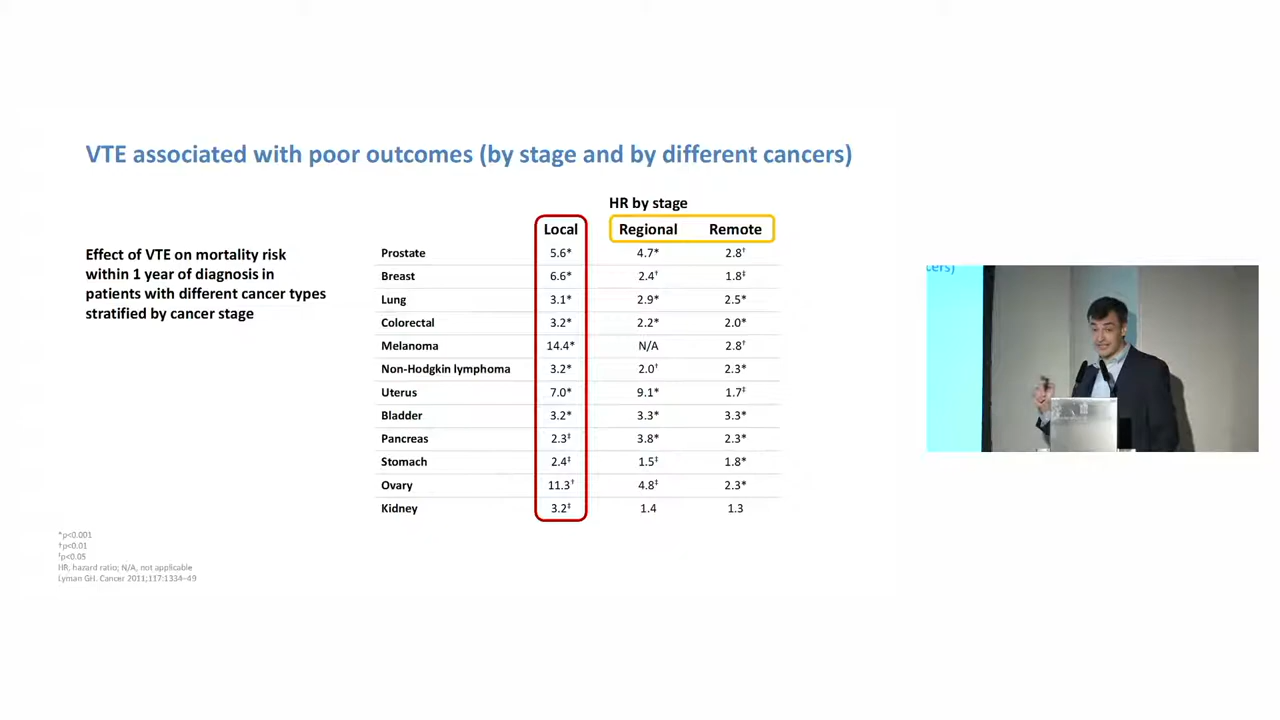 VTE associated with poor outcomes (by stage and by different cancers)
HR by stage
Local Regional Remote
Effect of VTE on mortality risk
within 1 year of diagnosis in
patients with different cancer types
stratified by cancer stage
Prostate 5.6* 4.7* 2.8†
Breast 6.6* 2.4† 1.8‡
Lung 3.1* 2.9* 2.5*
Colorectal 3.2* 2.2* 2.0*
Melanoma 14.4* N/A 2.8†
Non-Hodgkin lymphoma 3.2* 2.0† 2.3*
Uterus 7.0* 9.1* 1.7‡
Bladder 3.2* 3.3* 3.3*
Pancreas 2.3‡ 3.8* 2.3*
Stomach 2.4‡ 1.5‡ 1.8*
Ovary 11.3† 4.8‡ 2.3*
Kidney 3.2‡ 1.4 1.3
*p<0.001
†p<0.01
‡p<0.05
HR, hazard ratio; N/A, not applicable
Lyman GH. Cancer 2011;117:1334–49
cers)